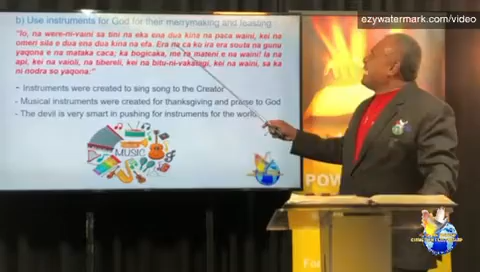 ezywatermark.com/video
b) Use instruments for God for their merrymaking and feasting
"Io, na were-ni-vaini sa tini na eka ena dua kina na paca waini, kei na
omeri sila e dua ena dua kina na efa. Era na ca ko ira era souta na gunu
yaqona e na mataka caca; ka bogicaka, me ra mateni e na waini! Ia na
api, kei na vaioli, na tibereli, kei na bitu-ni-vakatagi, kei na waini, sa ka
ni nodra so yaqona:"
- Instruments were created to sing song to the Creator
- Musical instruments were created for thanksgiving and praise to God
- The devil is very smart in pushing for instruments for the world
MUSIC
POW